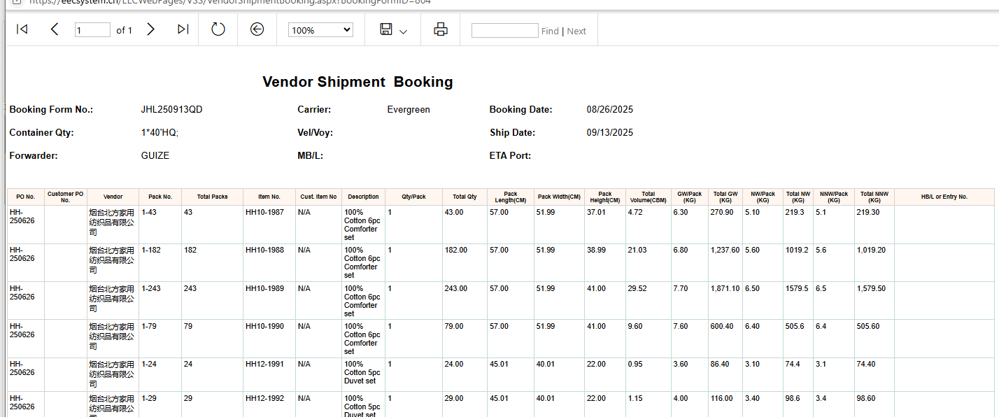 1 of 1 100% Find | Next
Vendor Shipment Booking
Booking Form No.: JHL250913QD Carrier: Evergreen Booking Date: 08/26/2025
Container Qty: 1*40'HQ; Vel/Voy: Ship Date: 09/13/2025
Forwarder: GUIZE MB/L: ETA Port:
PO No. Customer PO No. Vendor Pack No. Total Packs Item No. Cust. Item No Description Qty/Pack Total Qty Pack Length(CM) Pack Width(CM) Pack Height(CM) Total Volume(CBM) GW/Pack (KG) Total GW (KG) NW/Pack (KG) Total NW (KG) NNW/Pack (KG) Total NNW (KG) HB/L or Entry No.
HH-250626 烟台北方家用纺织品有限公司 1-43 43 HH10-1987 N/A 100% Cotton 6pc Comforter set 1 43.00 57.00 51.99 37.01 4.72 6.30 270.90 5.10 219.3 5.1 219.30
HH-250626 烟台北方家用纺织品有限公司 1-182 182 HH10-1988 N/A 100% Cotton 6pc Comforter set 1 182.00 57.00 51.99 38.99 21.03 6.80 1,237.60 5.60 1019.2 5.6 1,019.20
HH-250626 烟台北方家用纺织品有限公司 1-243 243 HH10-1989 N/A 100% Cotton 6pc Comforter set 1 243.00 57.00 51.99 41.00 29.52 7.70 1,871.10 6.50 1579.5 6.5 1,579.50
HH-250626 烟台北方家用纺织品有限公司 1-79 79 HH10-1990 N/A 100% Cotton 6pc Comforter set 1 79.00 57.00 51.99 41.00 9.60 7.60 600.40 6.40 505.6 6.4 505.60
HH-250626 烟台北方家用纺织品有限公司 1-24 24 HH12-1991 N/A 100% Cotton 5pc Duvet set 1 24.00 45.01 40.01 22.00 0.95 3.60 86.40 3.10 74.4 3.1 74.40
HH-250626 烟台北方家用纺织品有限公 1-29 29 HH12-1992 N/A 100% Cotton 5pc Duvet set 1 29.00 45.01 40.01 22.00 1.15 4.00 116.00 3.40 98.6 3.4 98.60